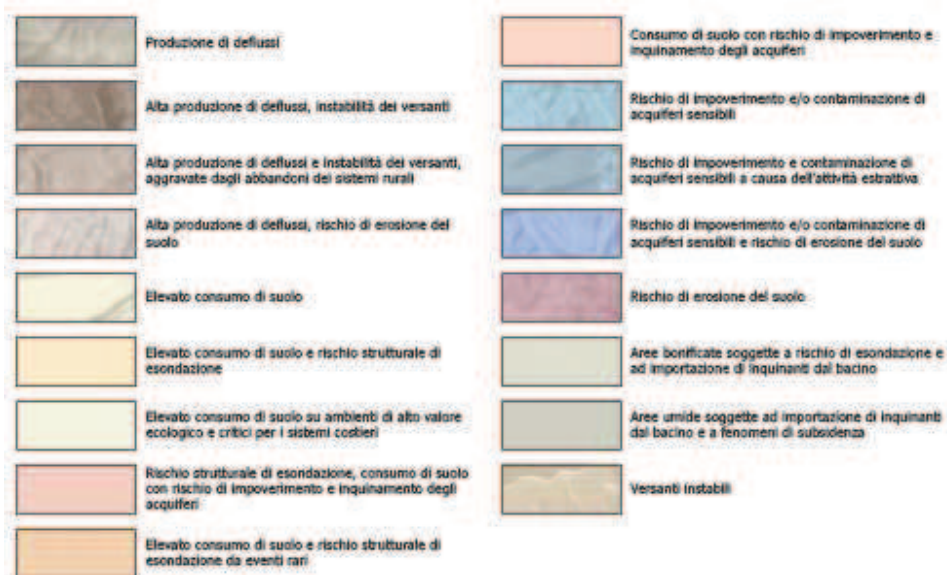 Produzione di deflussi
Alta produzione di deflussi, instabilità dei versanti
Alta produzione di deflussi e instabilità dei versanti,
aggravate dagli abbandoni dei sistemi rurali
Alta produzione di deflussi, rischio di erosione del
suolo
Elevato consumo di suolo
Elevato consumo di suolo e rischio strutturale di
esondazione
Elevato consumo di suolo su ambienti di alto valore
ecologico e critici per i sistemi costieri
Rischio strutturale di esondazione, consumo di suolo
con rischio di impoverimento e inquinamento degli
acquiferi
Elevato consumo di suolo e rischio strutturale di
esondazione da eventi rari
Consumo di suolo con rischio di impoverimento e
inquinamento degli acquiferi
Rischio di impoverimento e/o contaminazione di
acquiferi sensibili
Rischio di impoverimento e contaminazione di
acquiferi sensibili a causa dell'attività estrattiva
Rischio di impoverimento e/o contaminazione di
acquiferi sensibili e rischio di erosione del suolo
Rischio di erosione del suolo
Aree bonificate soggette a rischio di esondazione e
ad importazione di inquinanti dal bacino
Aree umide soggette ad importazione di inquinanti
dal bacino e a fenomeni di subsidenza
Versanti instabili